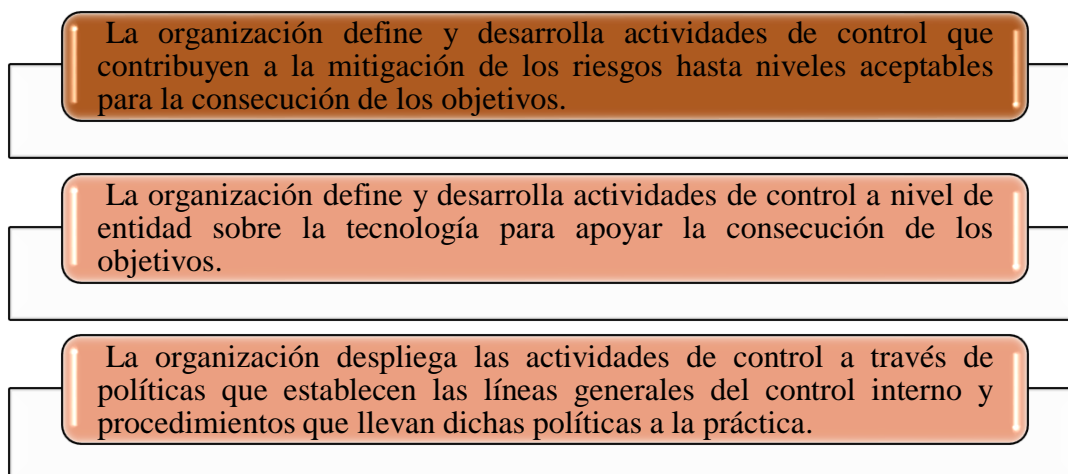 La organización define y desarrolla actividades de control que
contribuyen a la mitigación de los riesgos hasta niveles aceptables
para la consecución de los objetivos.
La organización define y desarrolla actividades de control a nivel de
entidad sobre la tecnología para apoyar la consecución de los
objetivos.
La organización despliega las actividades de control a través de
políticas que establecen las líneas generales del control interno y
procedimientos que llevan dichas políticas a la práctica.